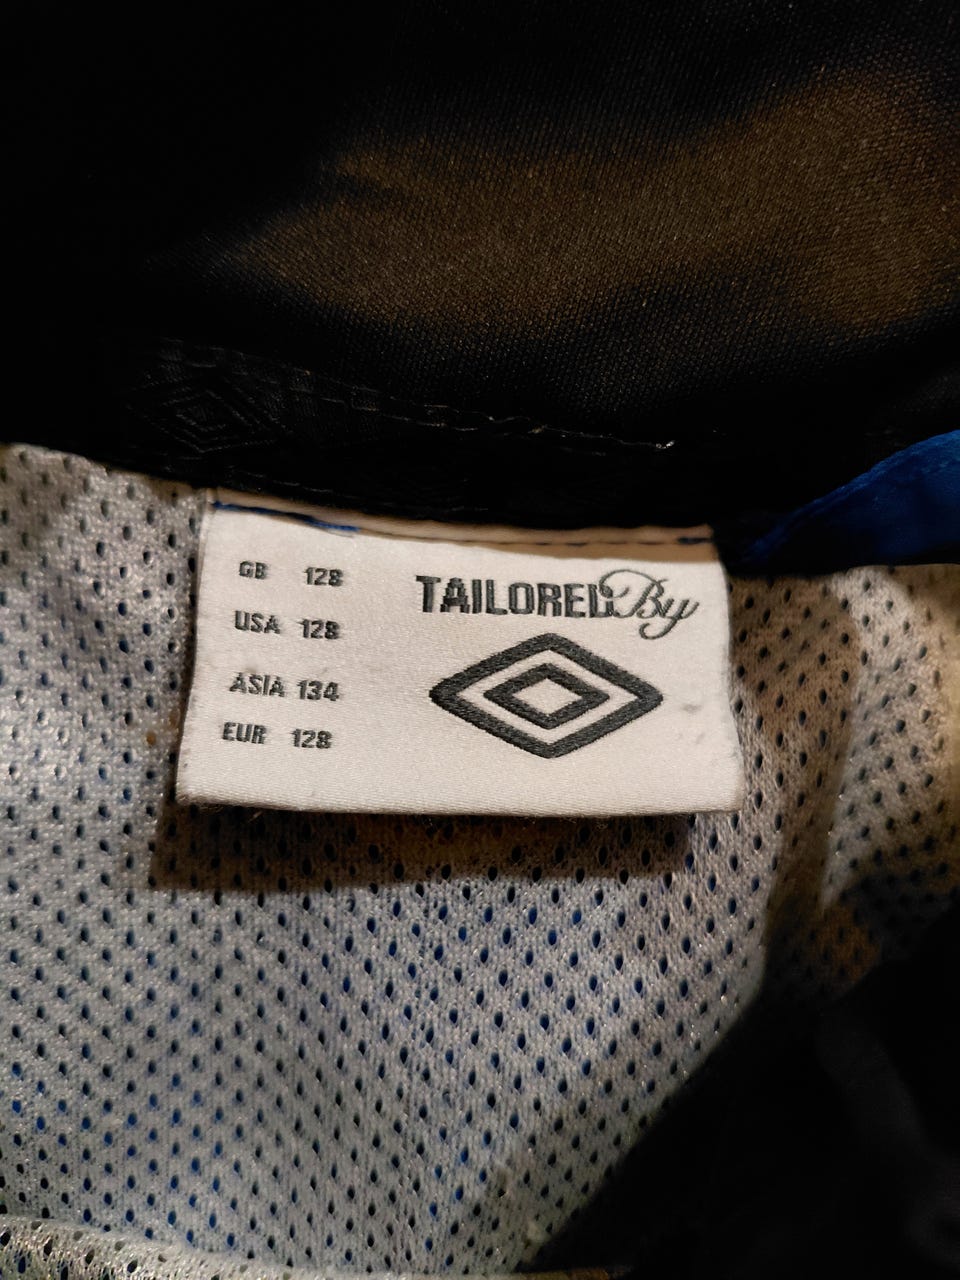 GB 128
USA 128
ASIA 134
EUR 128
TAILORED By